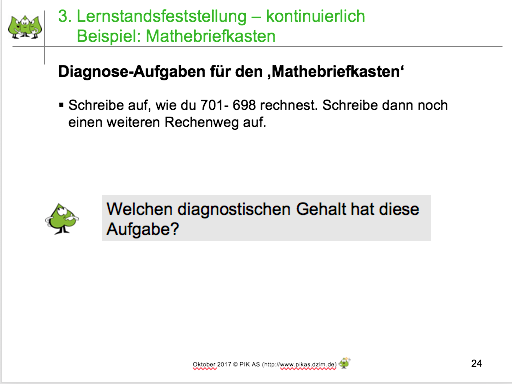 3. Lernstandsfeststellung – kontinuierlich
Beispiel: Mathebriefkasten
Diagnose-Aufgaben für den ‚Mathebriefkasten‘
▪ Schreibe auf, wie du 701- 698 rechnest. Schreibe dann noch
einen weiteren Rechenweg auf.
Welchen diagnostischen Gehalt hat diese
Aufgabe?
Oktober 2017 © PIK AS (http://www.pikas.dzlm.de)
24